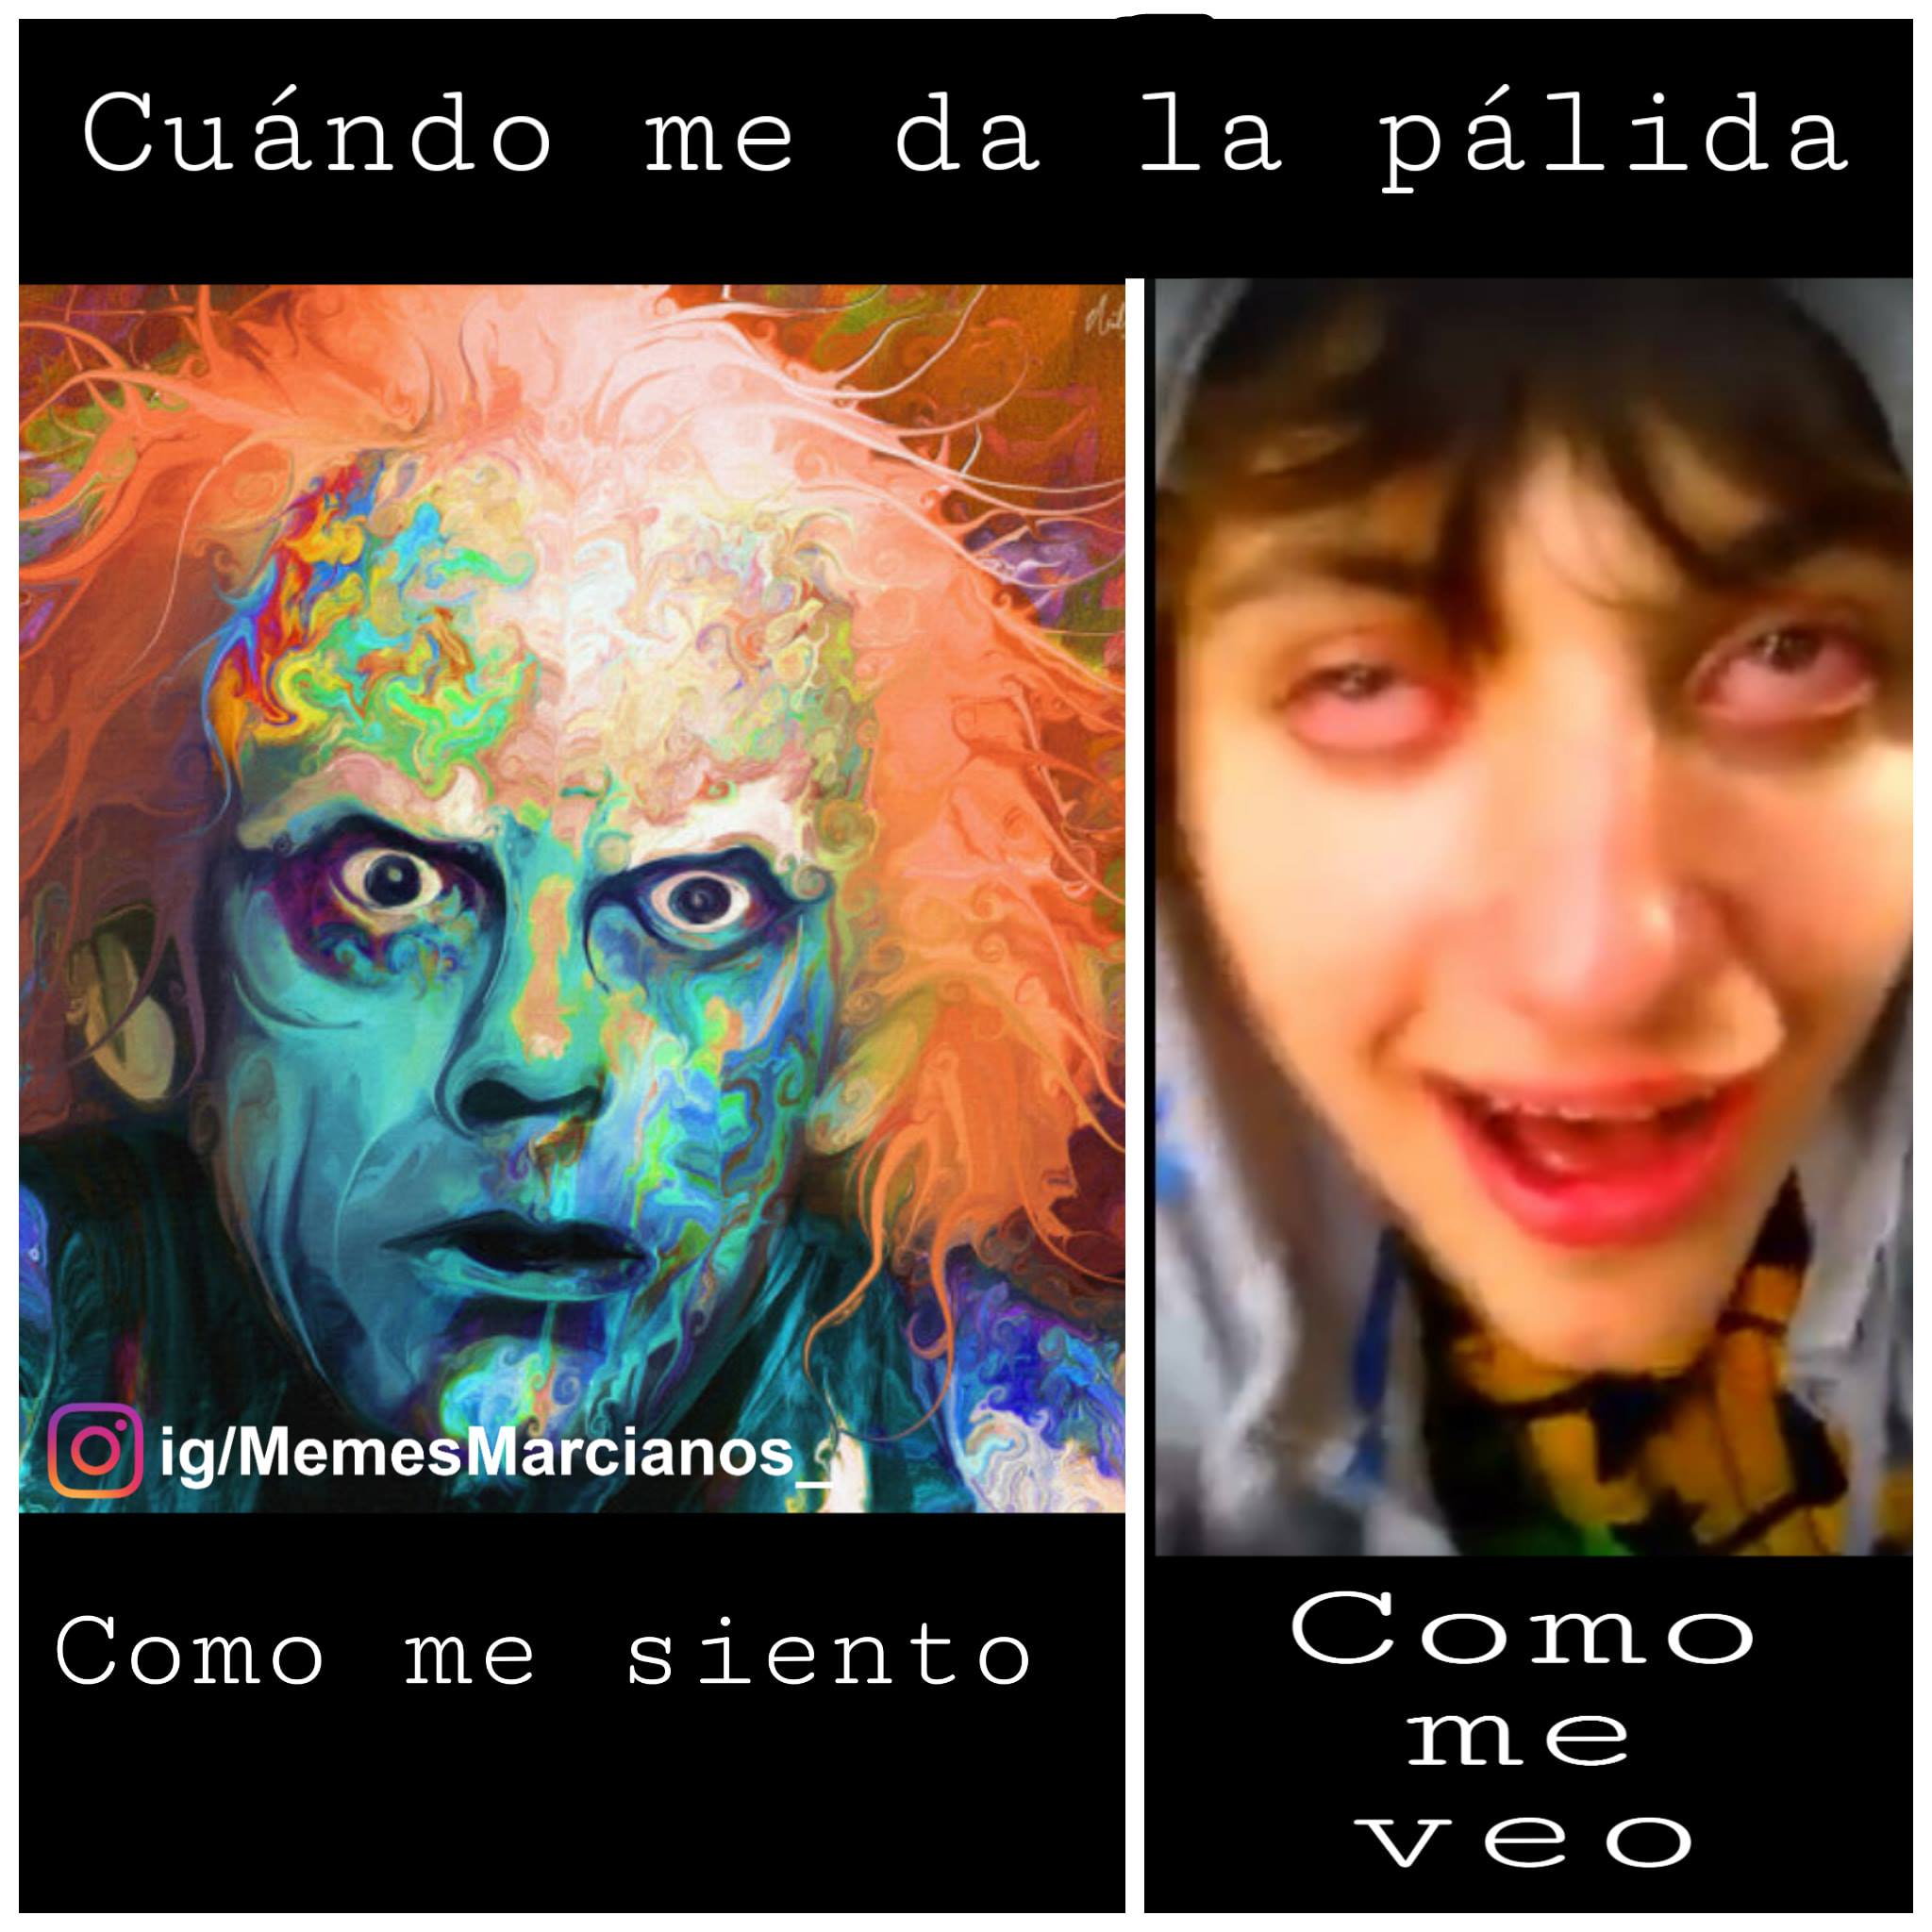 Cuándo me da la pálida
ig/MemesMarcianos_
Como me siento
Como
me
veo